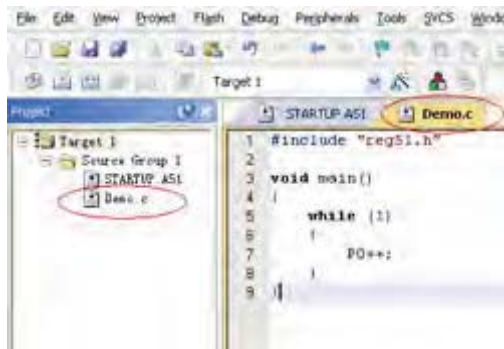 File Edit View Project Flash Debug Peripherals Tools SVCS Window
Target 1
Project
STARTUP.A51 Demo.c
Target 1
Source Group 1
STARTUP.A51
Demo.c
1 #include "reg51.h"
2
3 void main()
4 {
5 while (1)
6 {
7 P0++;
8 }
9 }